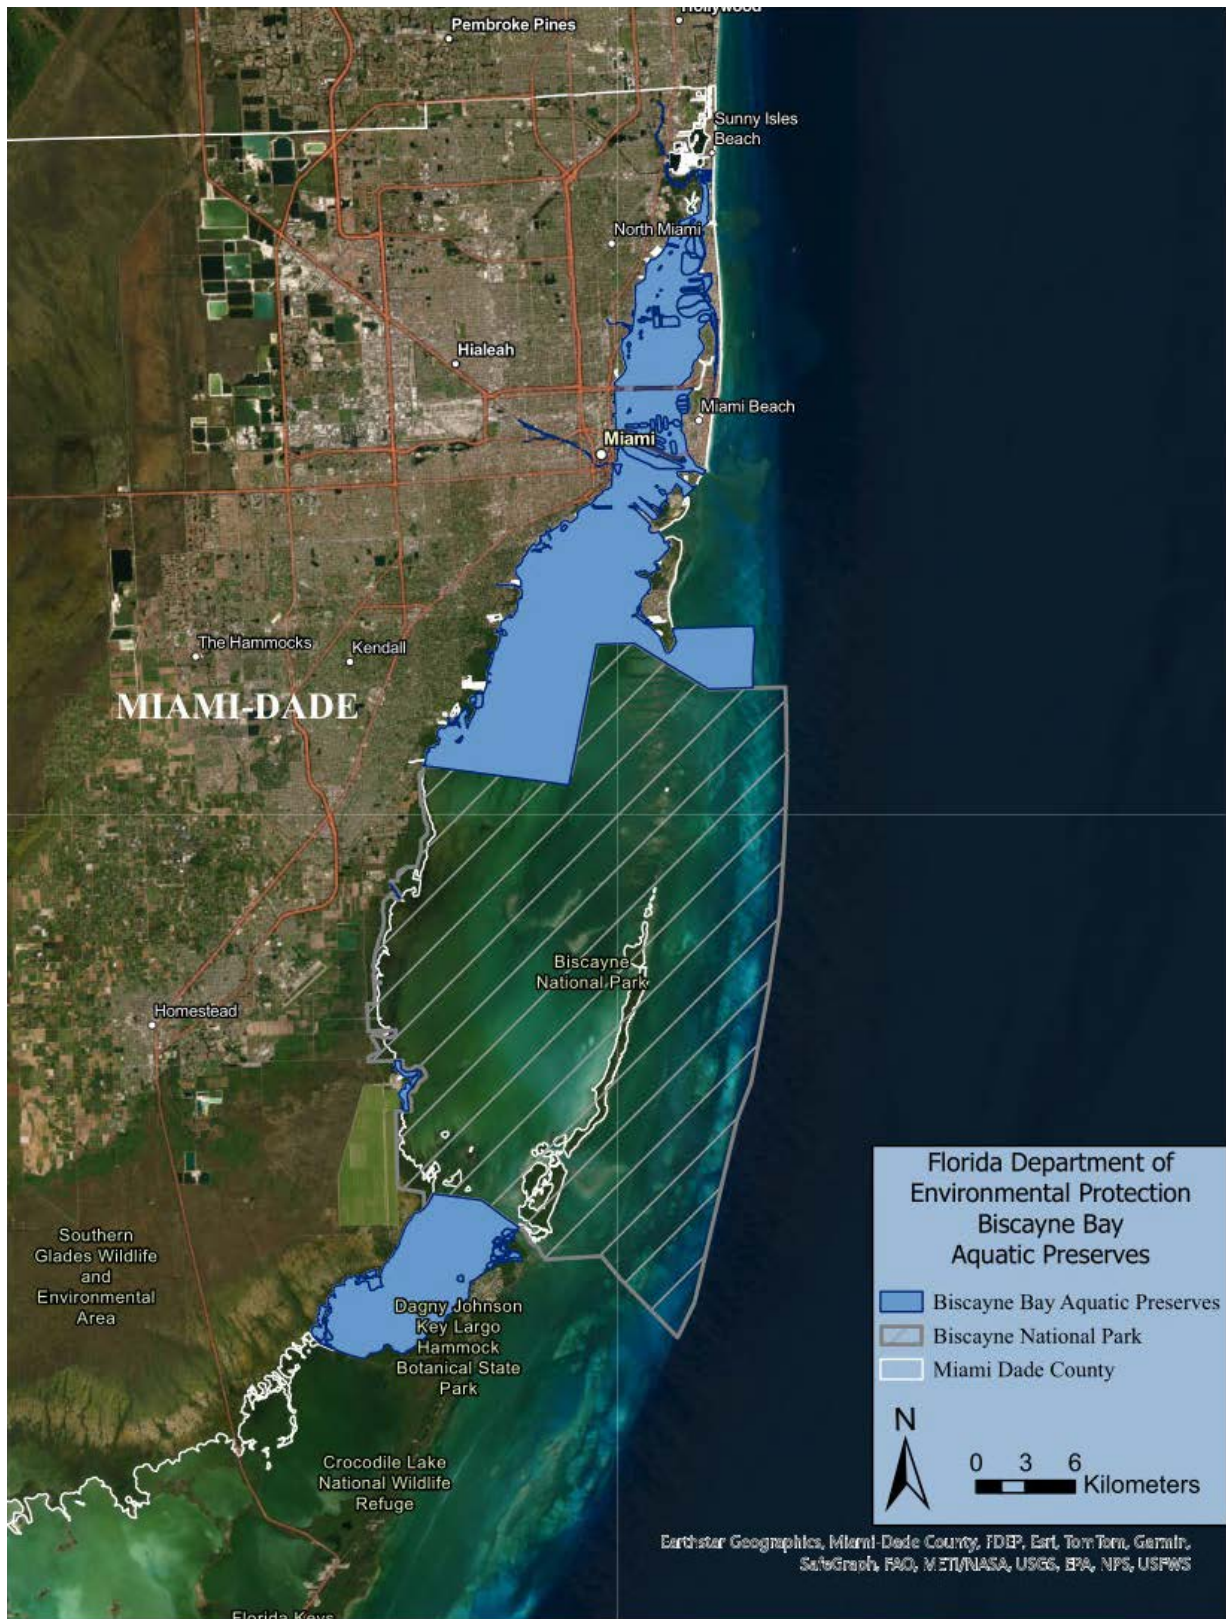 Hollywood
Pembroke Pines
Sunny Isles
Beach
North Miami
Hialeah
Miami Beach
Miami
The Hammocks
Kendall
MIAMI-DADE
Biscayne
National Park
Homestead
Southern
Glades Wildlife
and
Environmental
Area
Dagny Johnson
Key Largo
Hammock
Botanical State
Park
Crocodile Lake
National Wildlife
Refuge
Florida Keys
Florida Department of
Environmental Protection
Biscayne Bay
Aquatic Preserves
Biscayne Bay Aquatic Preserves
Biscayne National Park
Miami Dade County
N
0 3 6
Kilometers
Earthstar Geographics, Miami-Dade County, FDEP, Esri, TomTom, Garmin,
SafeGraph, FAO, METI/NASA, USGS, EPA, NPS, USFWS